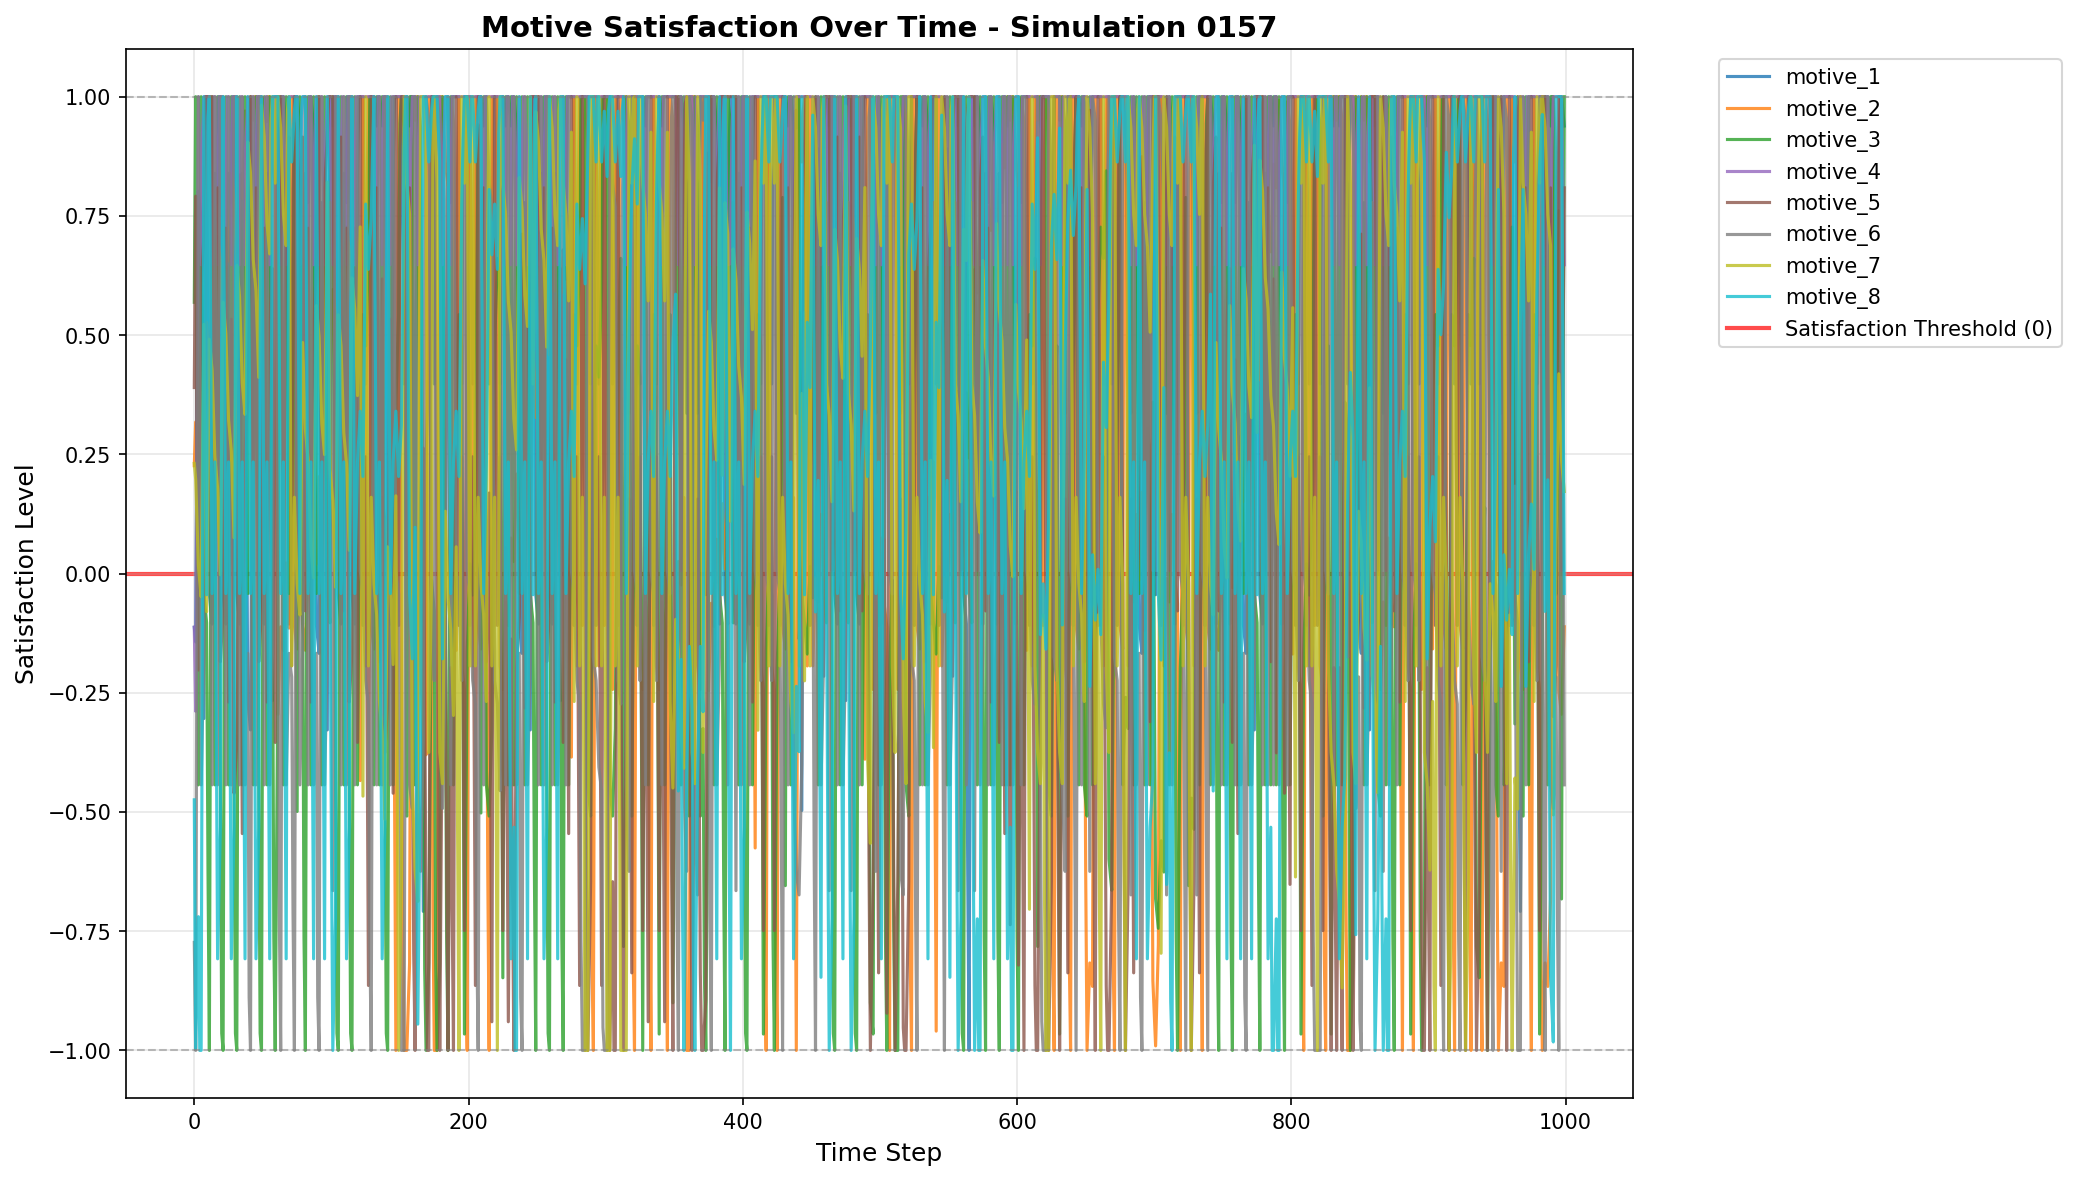 Motive Satisfaction Over Time - Simulation 0157
1.00
0.75
0.50
0.25
0.00
−0.25
−0.50
−0.75
−1.00
Satisfaction Level
0
200
400
600
800
1000
Time Step
motive_1
motive_2
motive_3
motive_4
motive_5
motive_6
motive_7
motive_8
Satisfaction Threshold (0)